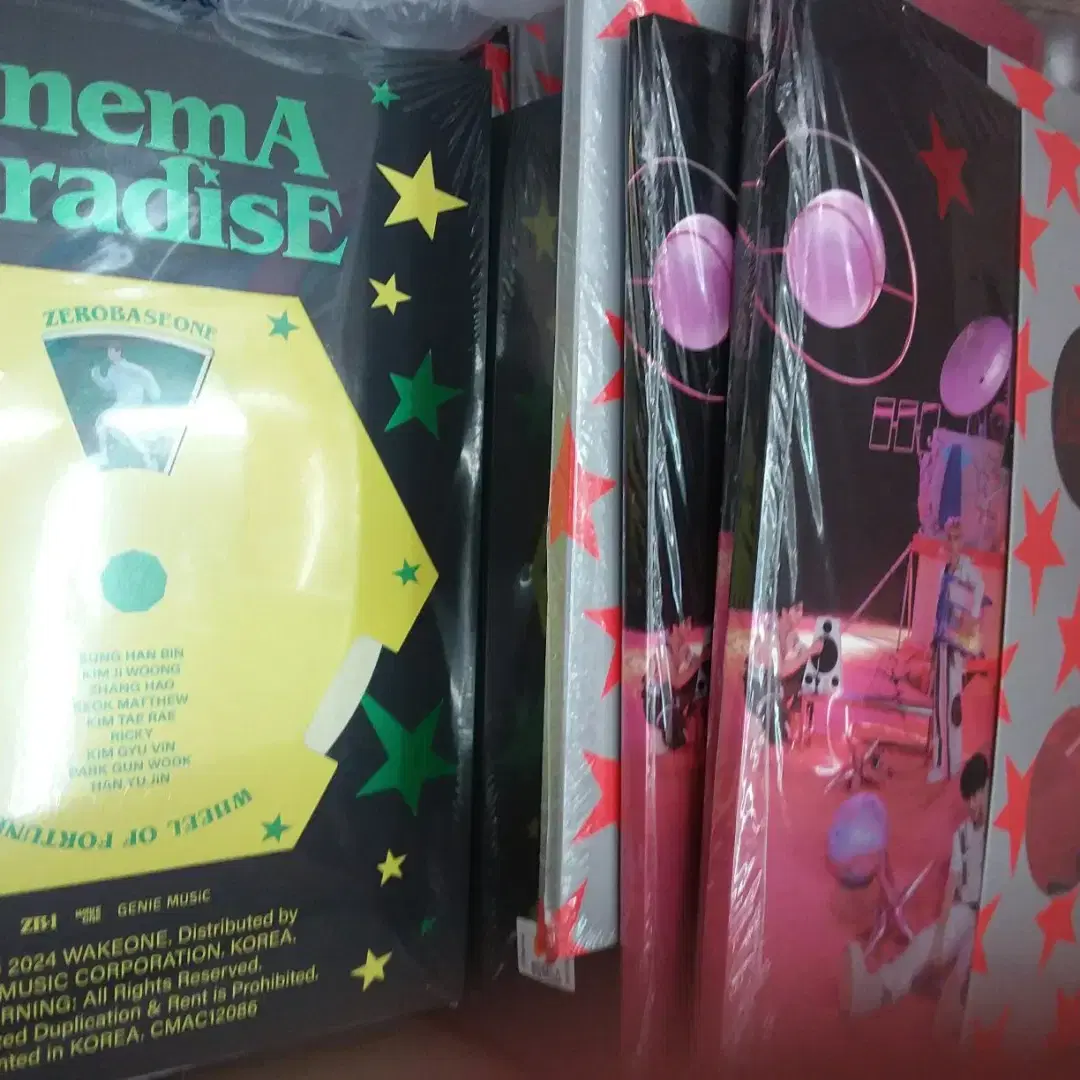 nemA
radisE
ZEROBASEONE
SUNG HAN BIN
KIM JI WOONG
ZHANG HAO
SEOK MATTHEW
KIM TAE RAE
RICKY
KIM GYU VIN
PARK GUN WOOK
HAN YU JIN
WHEEL OF FORTUNE
ZB1 GENIE MUSIC
2024 WAKEONE, Distributed by
MUSIC CORPORATION, KOREA.
RNING: All Rights Reserved.
zed Duplication & Rent is Prohibited.
nted in KOREA. CMAC12086